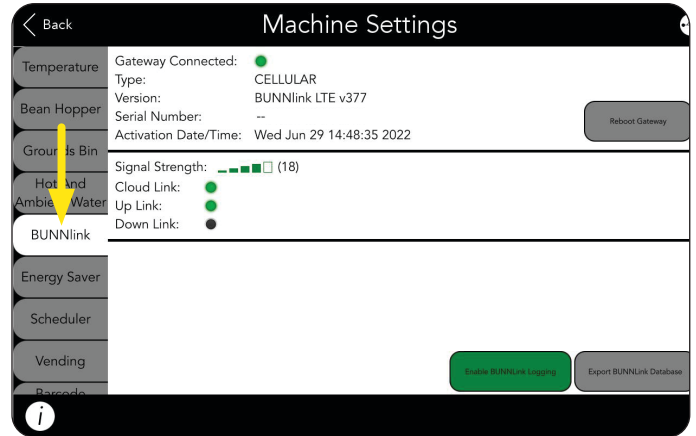 Back
Machine Settings
Temperature
Bean Hopper
Grounds Bin
Hot And
Ambient Water
BUNNlink
Energy Saver
Scheduler
Vending
Barcode
Gateway Connected:
Type: CELLULAR
Version: BUNNlink LTE v377
Serial Number: --
Activation Date/Time: Wed Jun 29 14:48:35 2022
Reboot Gateway
Signal Strength: (18)
Cloud Link:
Up Link:
Down Link:
Enable BUNNLink Logging
Export BUNNLink Database
i